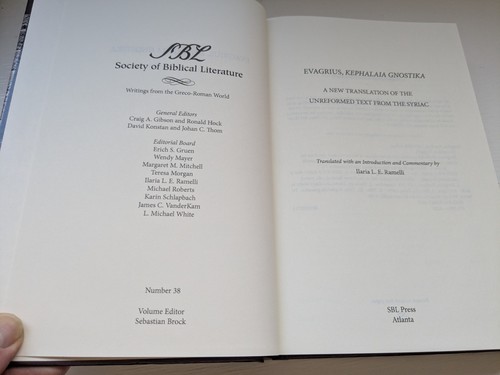 SBL
Society of Biblical Literature
Writings from the Greco-Roman World
General Editors
Craig A. Gibson and Ronald Hock
David Konstan and Johan C. Thom
Editorial Board
Erich S. Gruen
Wendy Mayer
Margaret M. Mitchell
Teresa Morgan
Ilaria L. E. Ramelli
Michael Roberts
Karin Schlapbach
James C. VanderKam
L. Michael White
Number 38
Volume Editor
Sebastian Brock
EVAGRIUS, KEPHALAIA GNOSTIKA
A NEW TRANSLATION OF THE
UNREFORMED TEXT FROM THE SYRIAC
Translated with an Introduction and Commentary by
Ilaria L. E. Ramelli
SBL Press
Atlanta